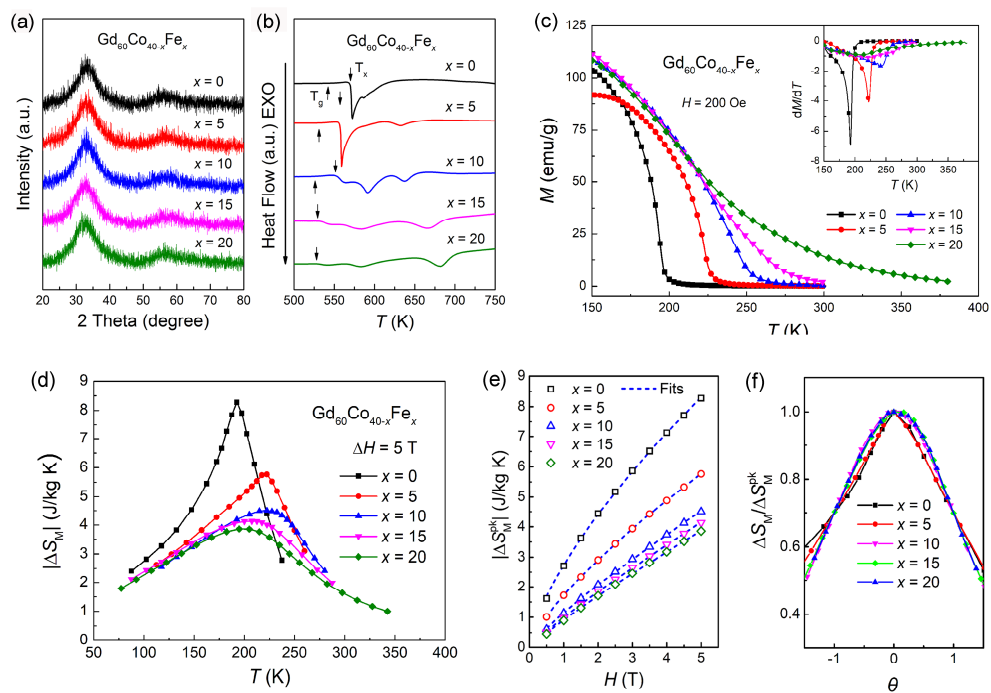 (a)
Gd60Co40-xFex
x = 0
x = 5
x = 10
x = 15
x = 20
Intensity (a.u.)
20 30 40 50 60 70 80
2 Theta (degree)
(b)
Gd60Co40-xFex
Tx
x = 0
Tg
x = 5
x = 10
x = 15
x = 20
Heat Flow (a.u.) EXO
500 550 600 650 700 750
T (K)
(c)
Gd60Co40-xFex
H = 200 Oe
M (emu/g)
125
100
75
50
25
0
150 200 250 300 350 400
T (K)
dM/dT
0
-2
-4
-6
-8
150 200 250 300 350
T (K)
x = 0 x = 10
x = 5 x = 15
x = 20
(d)
Gd60Co40-xFex
ΔH = 5 T
x = 0
x = 5
x = 10
x = 15
x = 20
|ΔSM| (J/kg K)
9
8
7
6
5
4
3
2
1
0
50 100 150 200 250 300 350 400
T (K)
(e)
x = 0 Fits
x = 5
x = 10
x = 15
x = 20
|ΔSMpk| (J/kg K)
9
8
7
6
5
4
3
2
1
0
0 1 2 3 4 5
H (T)
(f)
x = 0
x = 5
x = 10
x = 15
x = 20
ΔSM/ΔSMpk
1.0
0.8
0.6
0.4
-1 0 1
θ